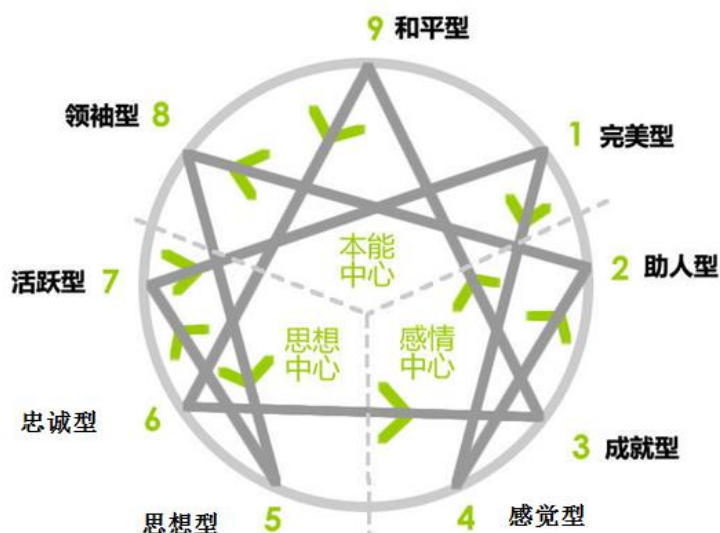 9 和平型
领袖型 8
1 完美型
本能
中心
活跃型 7
2 助人型
思想
中心
感情
中心
忠诚型 6
3 成就型
思想型 5
4 感觉型